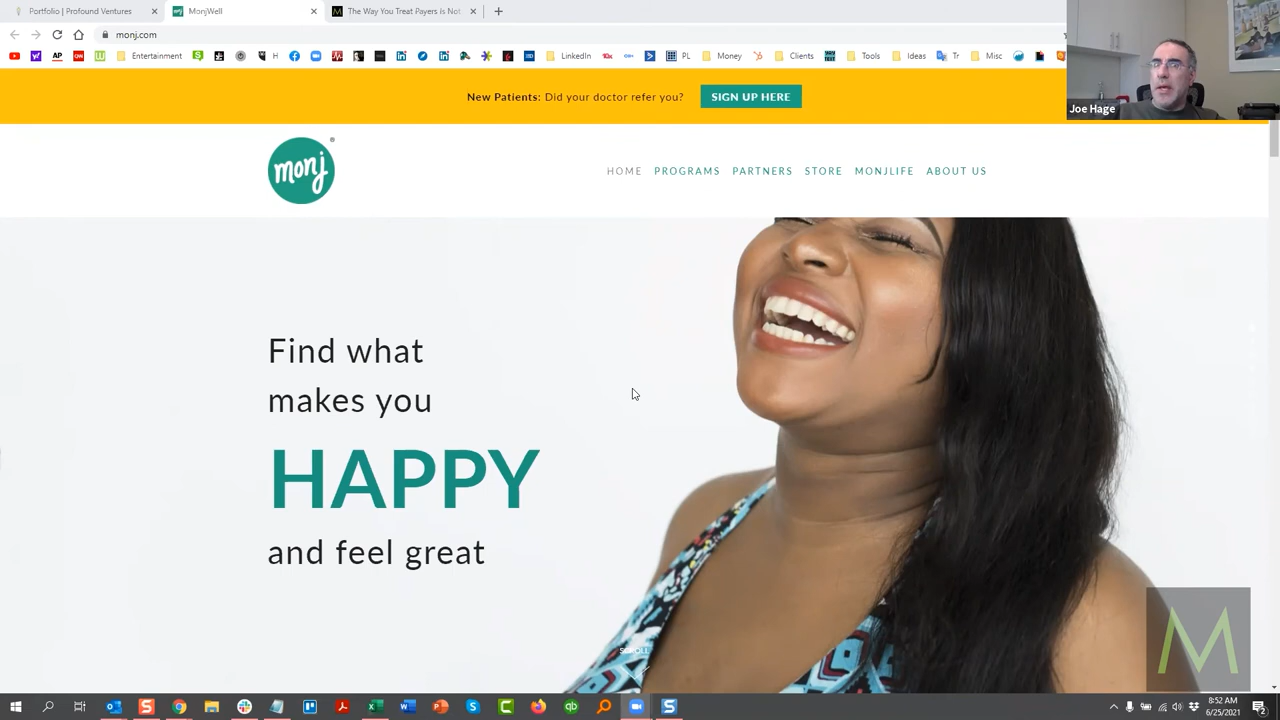 Portfolio | Profound Ventures
MonjWell
The Way You Treat Payers is Not
monj.com
Entertainment
H
LinkedIn
PL
Money
Clients
Tools
Ideas
Tr
Misc
New Patients: Did your doctor refer you?
SIGN UP HERE
Joe Hage
monj
HOME
PROGRAMS
PARTNERS
STORE
MONJLIFE
ABOUT US
Find what
makes you
HAPPY
and feel great
SCROLL
M
8:52 AM
6/25/2021